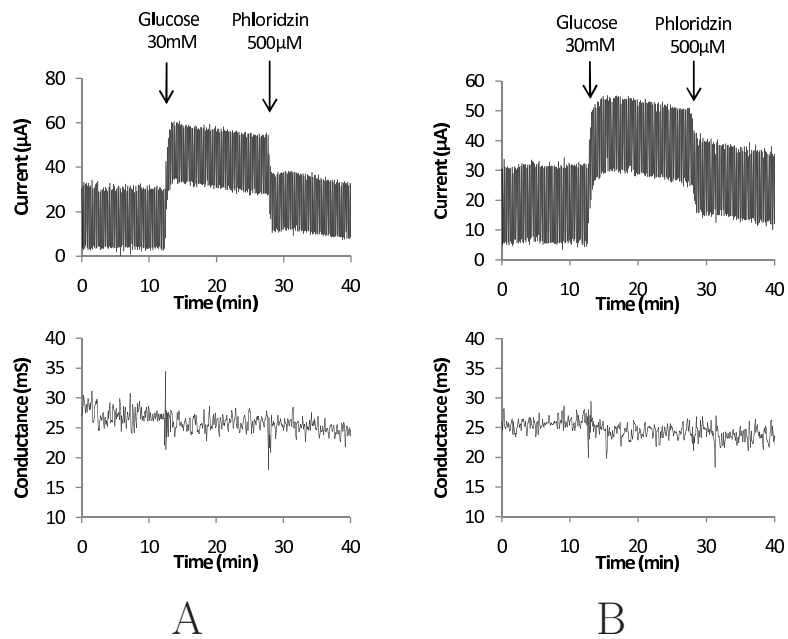 Glucose
30mM
Phloridzin
500µM
Current (µA)
80
60
40
20
0
0 10 20 30 40
Time (min)
Conductance (mS)
40
35
30
25
20
15
10
0 10 20 30 40
Time (min)
A
Glucose
30mM
Phloridzin
500µM
Current (µA)
60
50
40
30
20
10
0
0 10 20 30 40
Time (min)
Conductance (mS)
40
35
30
25
20
15
10
0 10 20 30 40
Time (min)
B